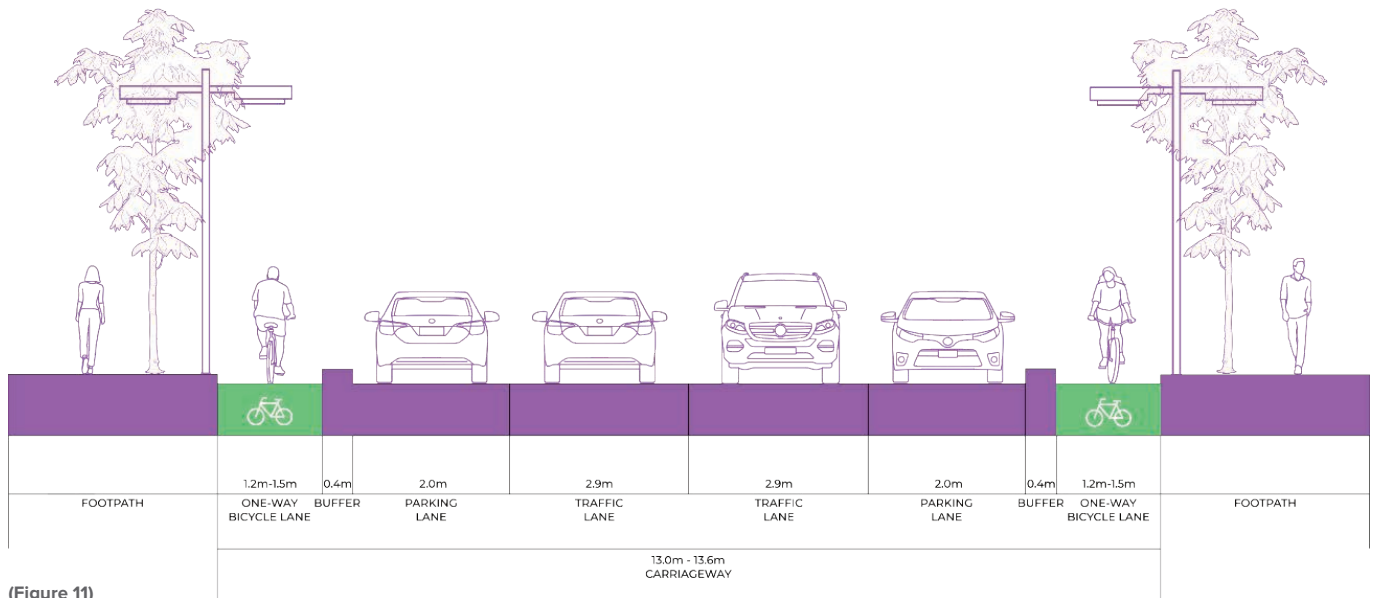 1.2m-1.5m 0.4m 2.0m 2.9m 2.9m 2.0m 0.4m 1.2m-1.5m
FOOTPATH ONE-WAY BUFFER PARKING TRAFFIC TRAFFIC PARKING BUFFER ONE-WAY FOOTPATH
BICYCLE LANE LANE LANE LANE LANE BICYCLE LANE
13.0m - 13.6m
CARRIAGEWAY
(Figure 11)